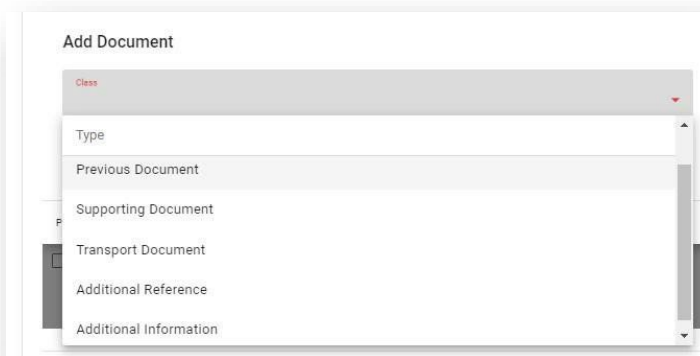 Add Document
Class
Type
Previous Document
Supporting Document
P
Transport Document
Additional Reference
Additional Information